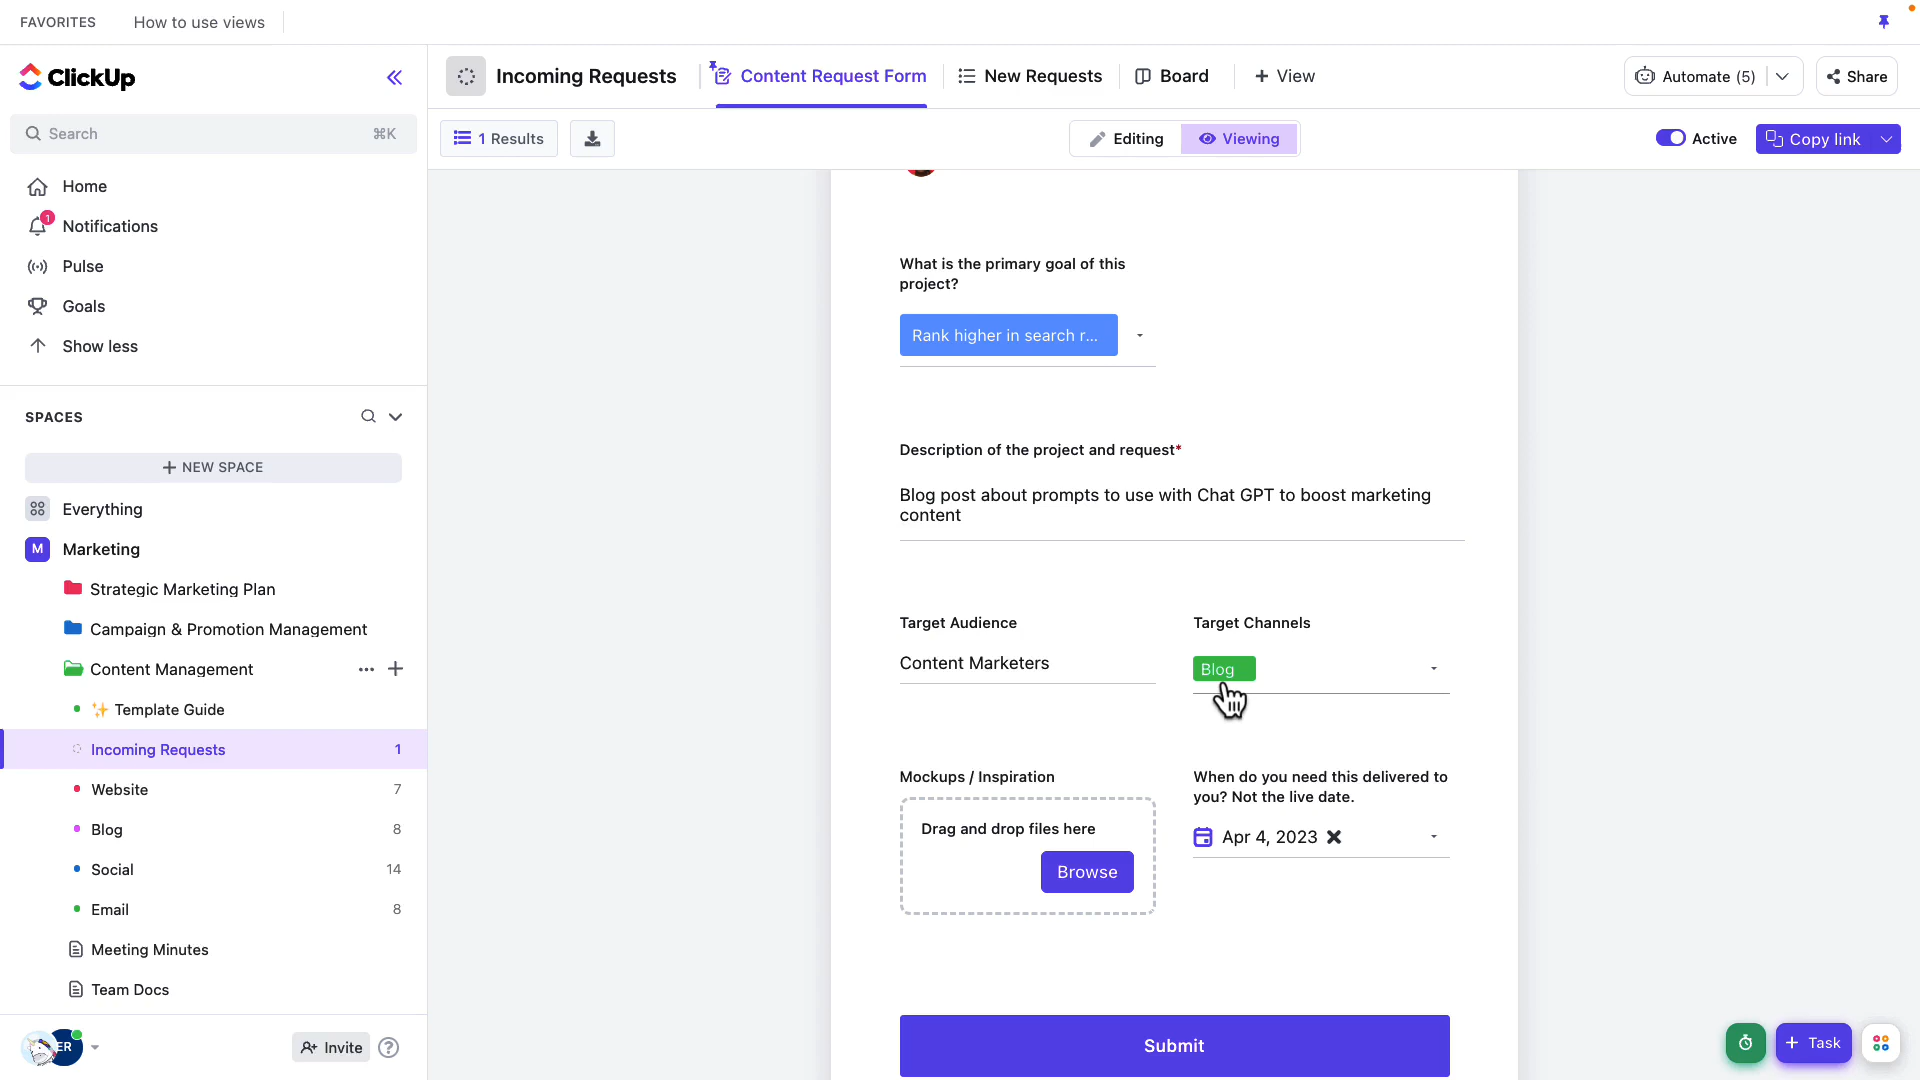 FAVORITES
How to use views
ClickUp
Search
⌘K
Home
1
Notifications
Pulse
Goals
Show less
SPACES
+ NEW SPACE
Everything
M
Marketing
Strategic Marketing Plan
Campaign & Promotion Management
Content Management
✨ Template Guide
Incoming Requests
1
Website
7
Blog
8
Social
14
Email
8
Meeting Minutes
Team Docs
ER
Invite
?
Incoming Requests
Content Request Form
New Requests
Board
+ View
Automate (5)
Share
1 Results
Editing
Viewing
Active
Copy link
What is the primary goal of this
project?
Rank higher in search r...
Description of the project and request*
Blog post about prompts to use with Chat GPT to boost marketing
content
Target Audience
Content Marketers
Target Channels
Blog
Mockups / Inspiration
Drag and drop files here
Browse
When do you need this delivered to
you? Not the live date.
Apr 4, 2023
Submit
+ Task